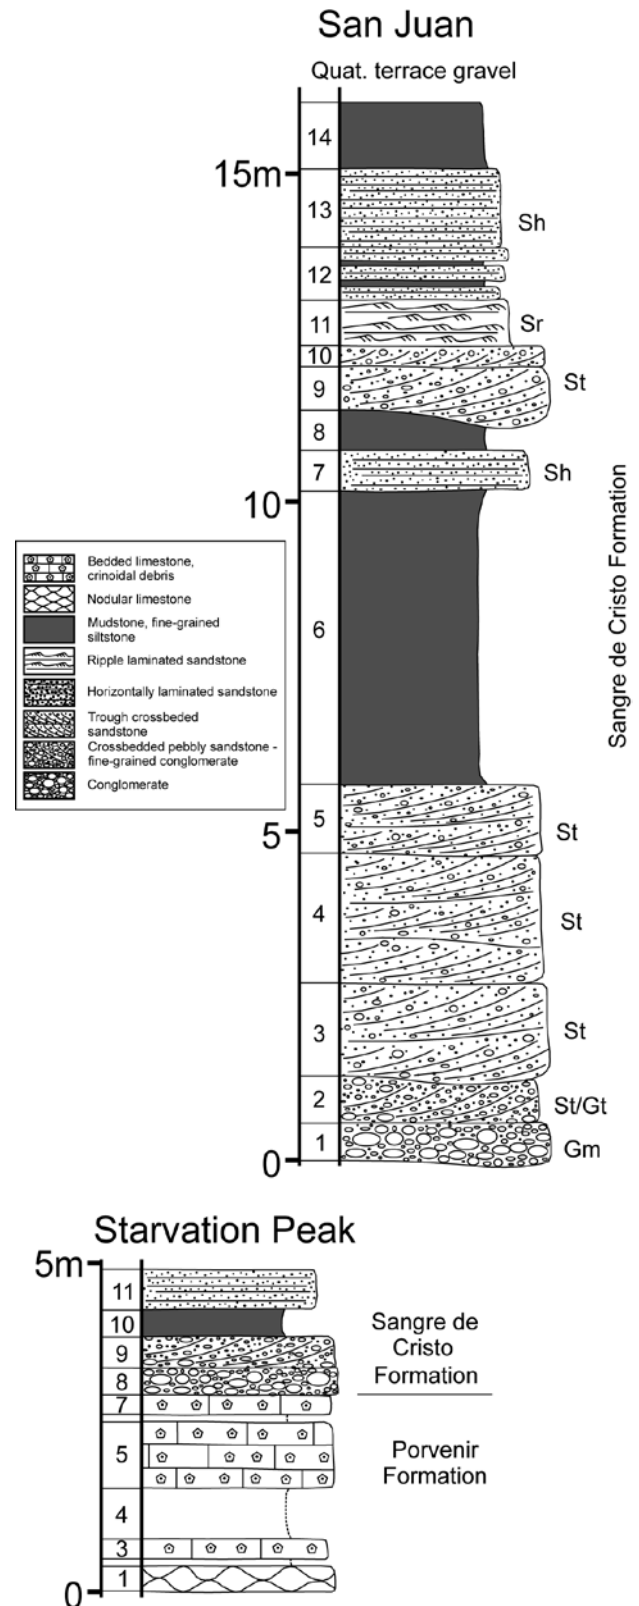 San Juan
Quat. terrace gravel
14
15m
13
Sh
12
11
Sr
10
9
St
8
7
Sh
10
6
Sangre de Cristo Formation
Bedded limestone,
crinoidal debris
Nodular limestone
Mudstone, fine-grained
siltstone
Ripple laminated sandstone
Horizontally laminated sandstone
Trough crossbeded
sandstone
Crossbedded pebbly sandstone -
fine-grained conglomerate
Conglomerate
5
5
St
4
St
3
St
2
St/Gt
1
Gm
0
Starvation Peak
5m
11
10
Sangre de
Cristo
Formation
9
8
7
5
Porvenir
Formation
4
3
1
0